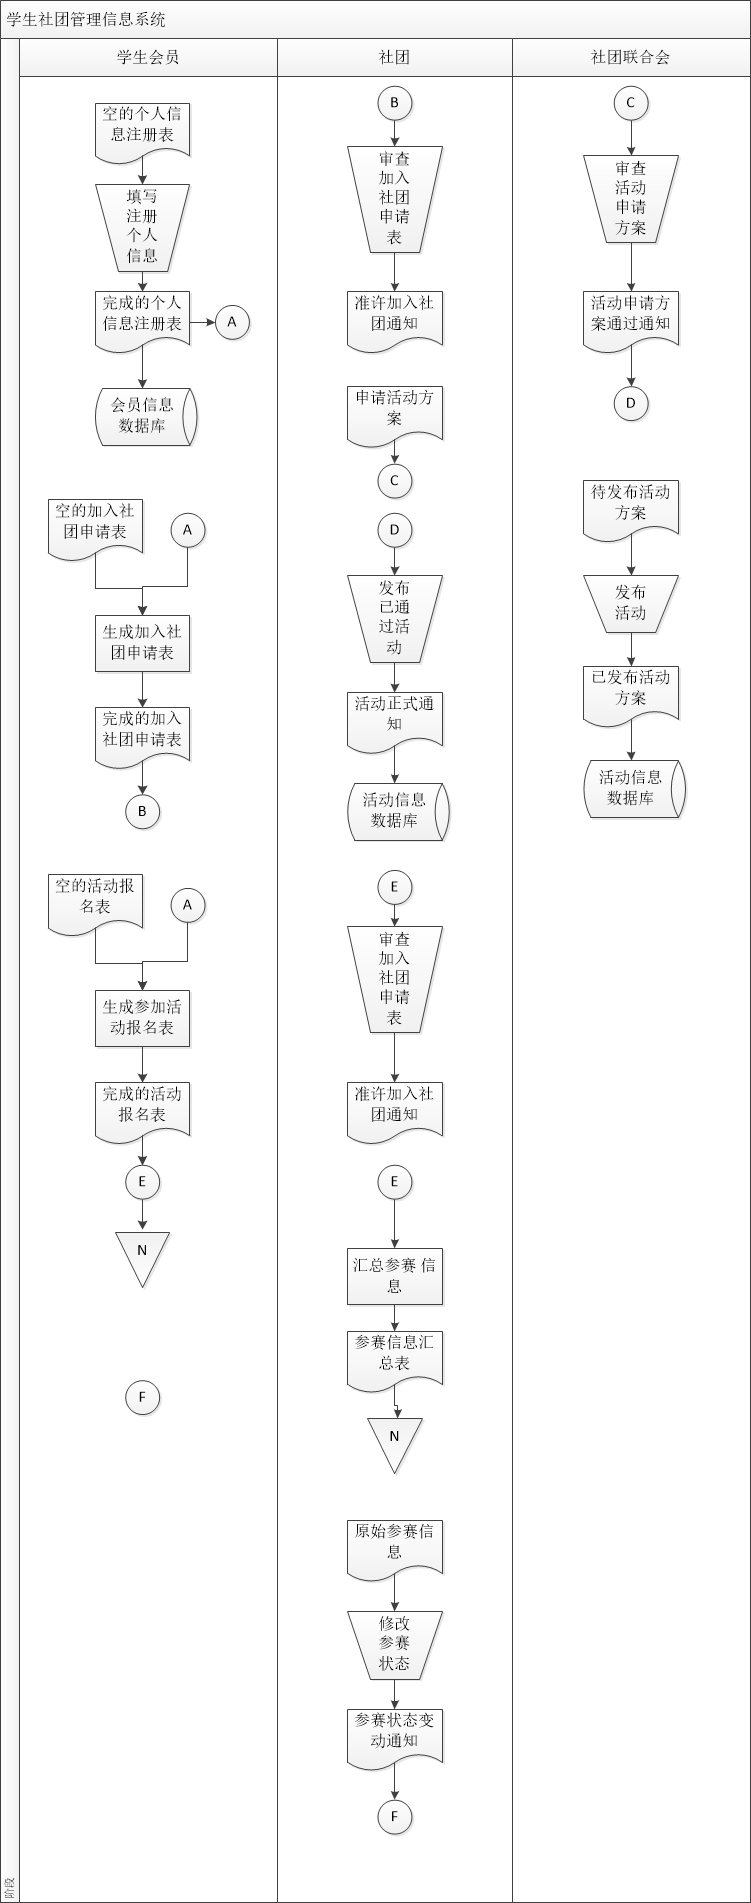 学生社团管理信息系统
学生会员
社团
社团联合会
空的个人信
息注册表
填写
注册
个人
信息
完成的个人
信息注册表
A
会员信息
数据库
空的加入社
团申请表
A
生成加入社
团申请表
完成的加入
社团申请表
B
空的活动报
名表
A
生成参加活
动报名表
完成的活动
报名表
E
N
F
B
审查
加入
社团
申请
表
准许加入社
团通知
申请活动方
案
C
D
发布
已通
过活
动
活动正式通
知
活动信息
数据库
E
审查
加入
社团
申请
表
准许加入社
团通知
E
汇总参赛 信
息
参赛信息汇
总表
N
原始参赛信
息
修改
参赛
状态
参赛状态变
动通知
F
C
审查
活动
申请
方案
活动申请方
案通过通知
D
待发布活动
方案
发布
活动
已发布活动
方案
活动信息
数据库
阶段